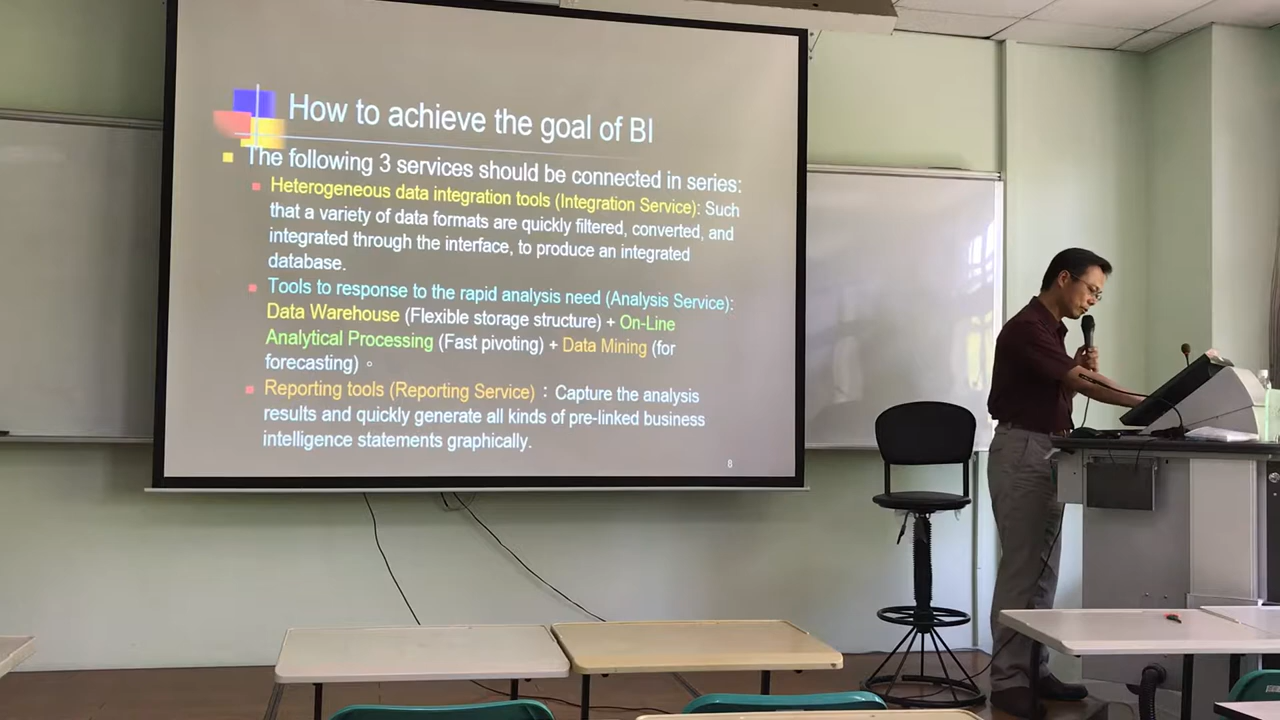 How to achieve the goal of BI
The following 3 services should be connected in series:
Heterogeneous data integration tools (Integration Service): Such
that a variety of data formats are quickly filtered, converted, and
integrated through the interface, to produce an integrated
database.
Tools to response to the rapid analysis need (Analysis Service):
Data Warehouse (Flexible storage structure) + On-Line
Analytical Processing (Fast pivoting) + Data Mining (for
forecasting) 。
Reporting tools (Reporting Service) ： Capture the analysis
results and quickly generate all kinds of pre-linked business
intelligence statements graphically.
8